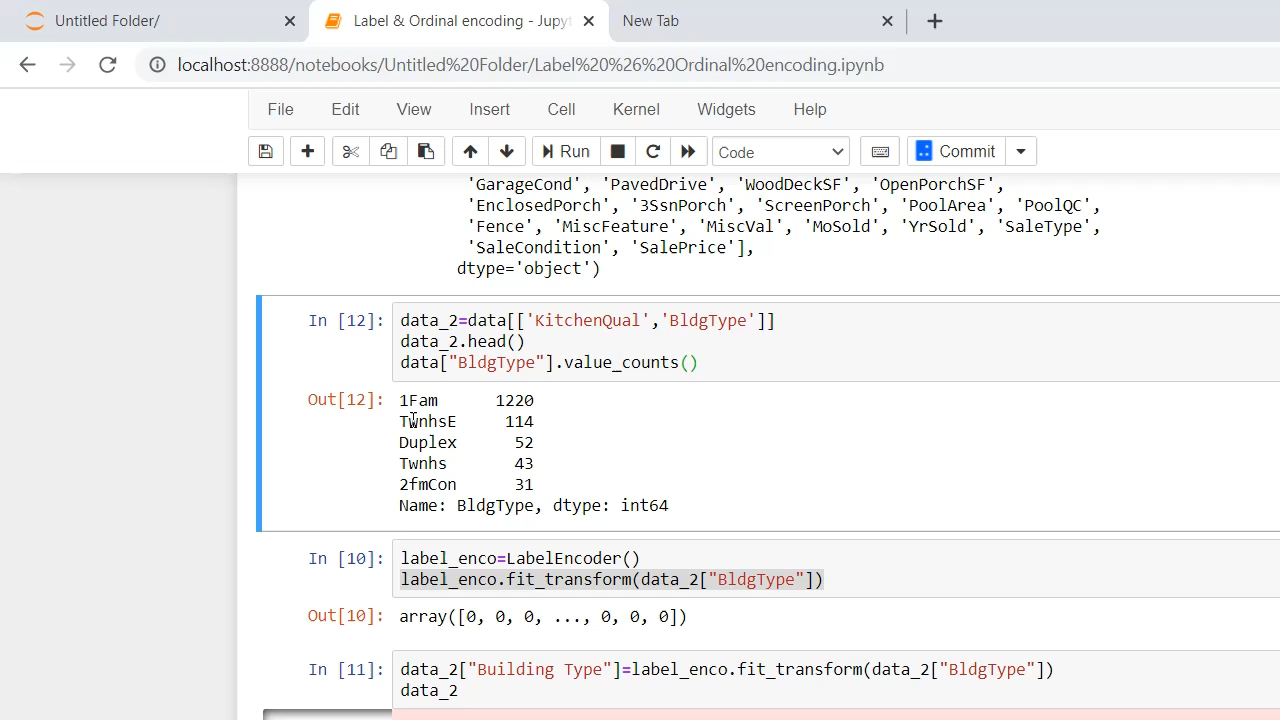 Untitled Folder/
Label & Ordinal encoding - Jupyt
New Tab
localhost:8888/notebooks/Untitled%20Folder/Label%20%26%20Ordinal%20encoding.ipynb
File Edit View Insert Cell Kernel Widgets Help
Run Code Commit
'GarageCond', 'PavedDrive', 'WoodDeckSF', 'OpenPorchSF',
'EnclosedPorch', '3SsnPorch', 'ScreenPorch', 'PoolArea', 'PoolQC',
'Fence', 'MiscFeature', 'MiscVal', 'MoSold', 'YrSold', 'SaleType',
'SaleCondition', 'SalePrice'],
dtype='object')
In [12]: data_2=data[['KitchenQual','BldgType']]
data_2.head()
data["BldgType"].value_counts()
Out[12]: 1Fam 1220
TwnhsE 114
Duplex 52
Twnhs 43
2fmCon 31
Name: BldgType, dtype: int64
In [10]: label_enco=LabelEncoder()
label_enco.fit_transform(data_2["BldgType"])
Out[10]: array([0, 0, 0, ..., 0, 0, 0])
In [11]: data_2["Building Type"]=label_enco.fit_transform(data_2["BldgType"])
data_2